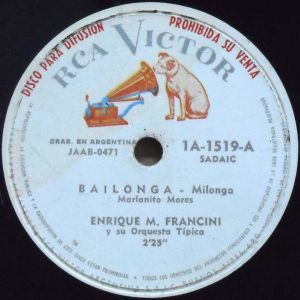 DISCO PARA DIFUSIÓN
PROHIBIDA SU VENTA
RCA VICTOR
GRAB. EN ARGENTINA
JAAB-0471
1A-1519-A
SADAIC
BAILONGA - Milonga
Marianito Mores
ENRIQUE M. FRANCINI
y su Orquesta Típica
2'25"